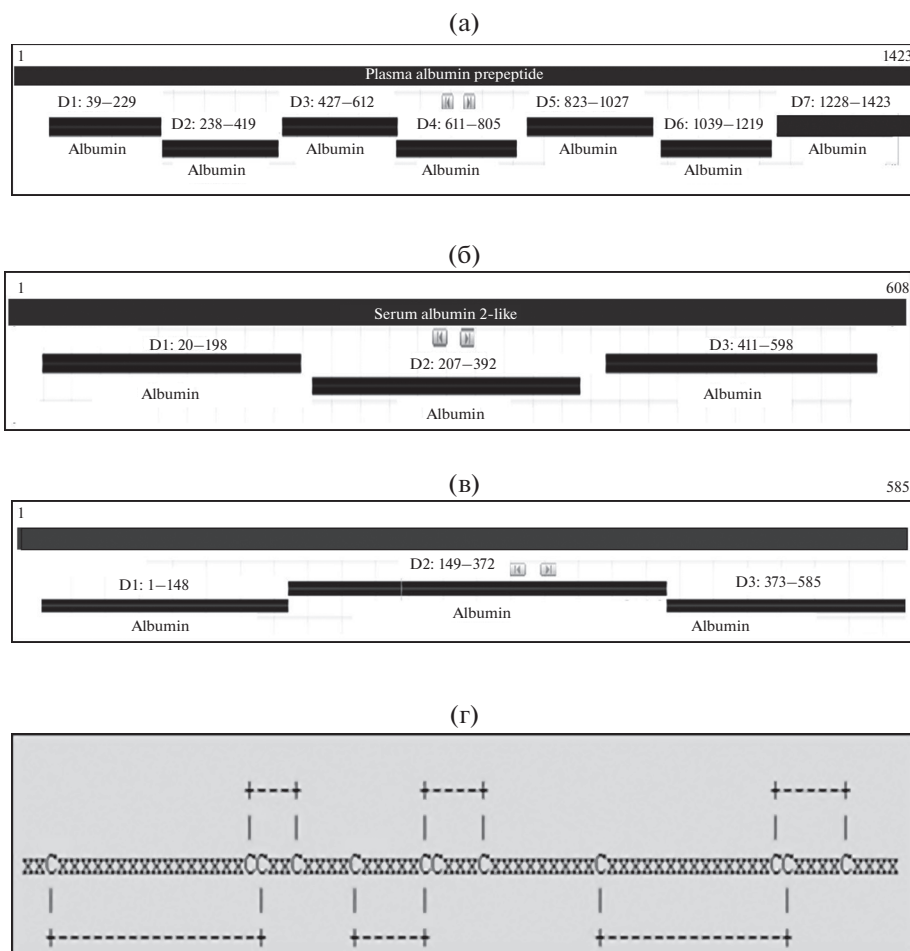 (а)
1 1423
Plasma albumin prepeptide
D1: 39–229 D3: 427–612 D5: 823–1027 D7: 1228–1423
D2: 238–419 D4: 611–805 D6: 1039–1219
Albumin Albumin Albumin Albumin
Albumin Albumin Albumin
(б)
1 608
Serum albumin 2-like
D1: 20–198 D3: 411–598
D2: 207–392
Albumin Albumin
Albumin
(в)
1 585
D2: 149–372
D1: 1–148 D3: 373–585
Albumin
Albumin Albumin
(г)
xxCxxxxxxxxxxxxxxxxCCxxCxxxxCxxxxxCCxxxCxxxxxxxxxCxxxxxxxxxxxxxxCCxxxxCxxxx